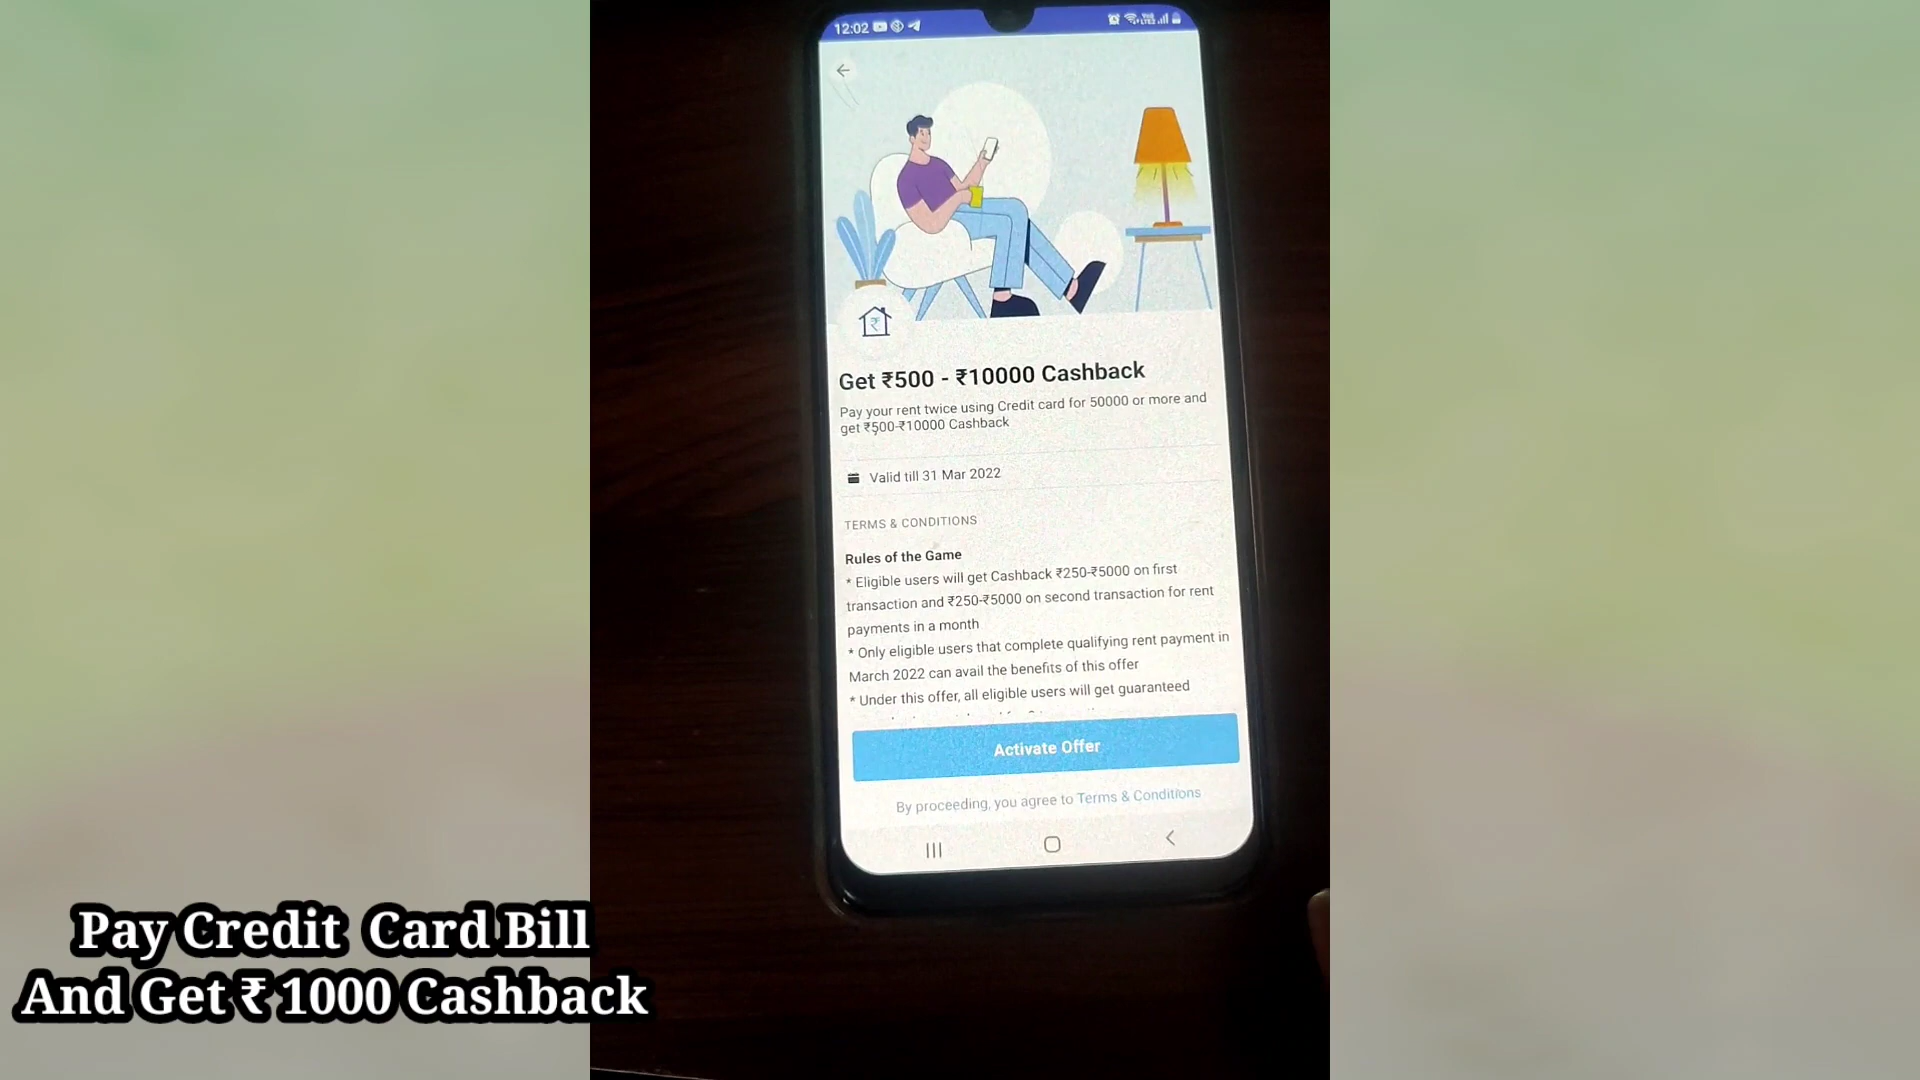 12:02
Get ₹500 - ₹10000 Cashback
Pay your rent twice using Credit card for 50000 or more and
get ₹500-₹10000 Cashback
Valid till 31 Mar 2022
TERMS & CONDITIONS
Rules of the Game
* Eligible users will get Cashback ₹250-₹5000 on first
transaction and ₹250-₹5000 on second transaction for rent
payments in a month
* Only eligible users that complete qualifying rent payment in
March 2022 can avail the benefits of this offer
* Under this offer, all eligible users will get guaranteed
Activate Offer
By proceeding, you agree to Terms & Conditions
Pay Credit Card Bill
And Get ₹ 1000 Cashback